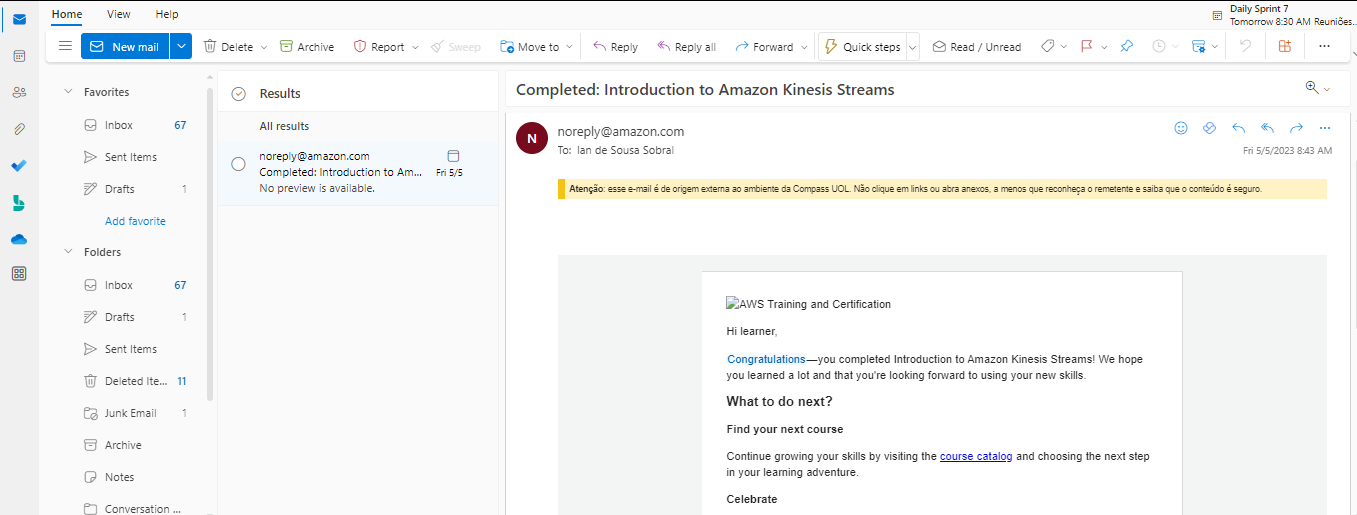 Home View Help
Daily Sprint 7
Tomorrow 8:30 AM Reuniões...
New mail Delete Archive Report Sweep Move to Reply Reply all Forward Quick steps Read / Unread ...
Favorites
Inbox 67
Sent Items
Drafts 1
Add favorite
Folders
Inbox 67
Drafts 1
Sent Items
Deleted Ite... 11
Junk Email 1
Archive
Notes
Conversation ...
Results
All results
noreply@amazon.com
Completed: Introduction to Am... Fri 5/5
No preview is available.
Completed: Introduction to Amazon Kinesis Streams
N
noreply@amazon.com
To: Ian de Sousa Sobral
Fri 5/5/2023 8:43 AM
Atenção: esse e-mail é de origem externa ao ambiente da Compass UOL. Não clique em links ou abra anexos, a menos que reconheça o remetente e saiba que o conteúdo é seguro.
AWS Training and Certification
Hi learner,
Congratulations—you completed Introduction to Amazon Kinesis Streams! We hope
you learned a lot and that you're looking forward to using your new skills.
What to do next?
Find your next course
Continue growing your skills by visiting the course catalog and choosing the next step
in your learning adventure.
Celebrate